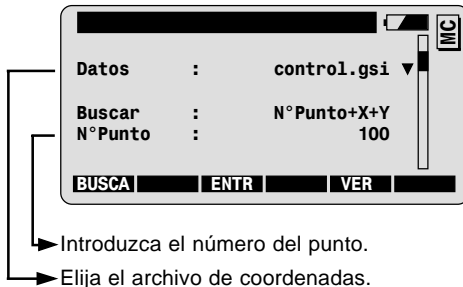 MC
Datos : control.gsi ▼
Buscar : N°Punto+X+Y
N°Punto : 100
BUSCA ENTR VER
Introduzca el número del punto.
Elija el archivo de coordenadas.